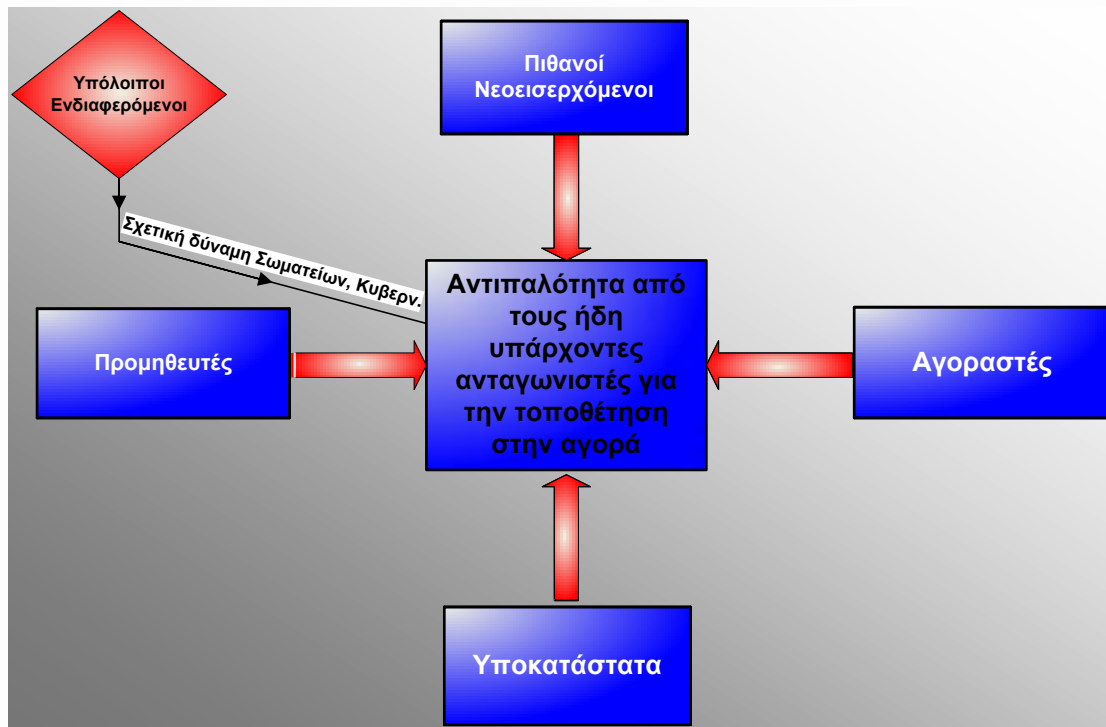 Υπόλοιποι
Ενδιαφερόμενοι
Πιθανοί
Νεοεισερχόμενοι
Σχετική δύναμη Σωματείων, Κυβερν.
Προμηθευτές
Αντιπαλότητα από
τους ήδη
υπάρχοντες
ανταγωνιστές για
την τοποθέτηση
στην αγορά
Αγοραστές
Υποκατάστατα